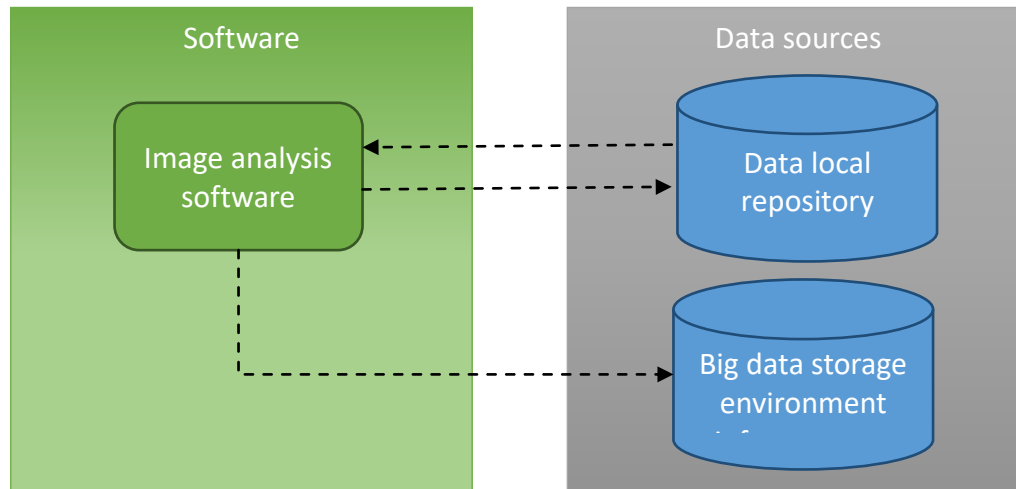 Software
Data sources
Image analysis
software
Data local
repository
Big data storage
environment